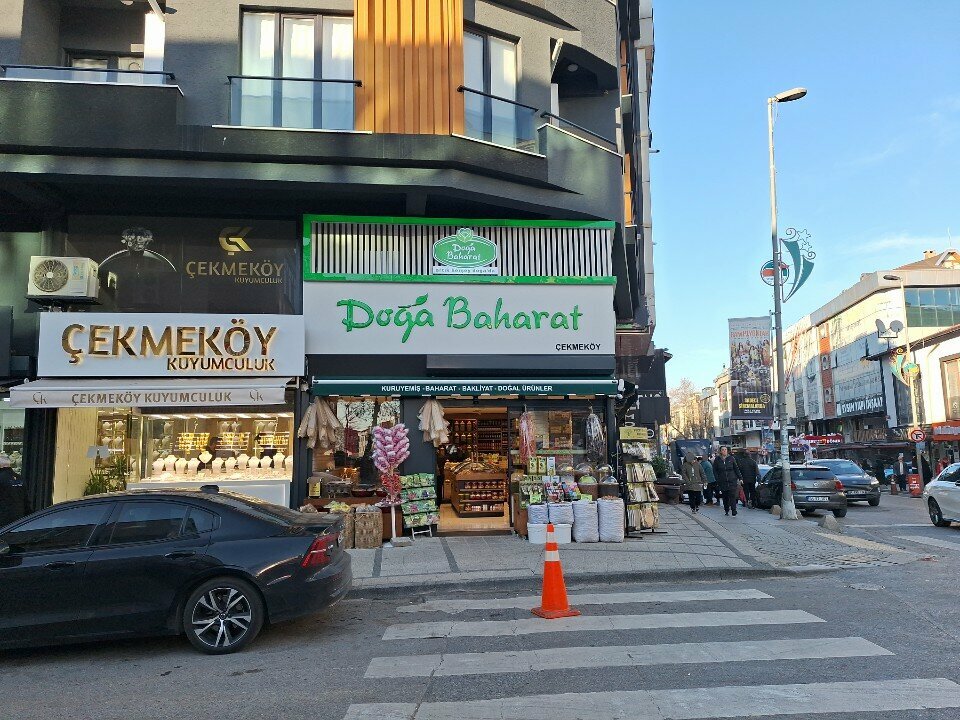 ÇEKMEKÖY
KUYUMCULUK
ÇEKMEKÖY
KUYUMCULUK
ÇEKMEKÖY KUYUMCULUK
Doğa
Baharat
Doğa Baharat
ÇEKMEKÖY
KURUYEMİŞ - BAHARAT - BAKLİYAT - DOĞAL ÜRÜNLER